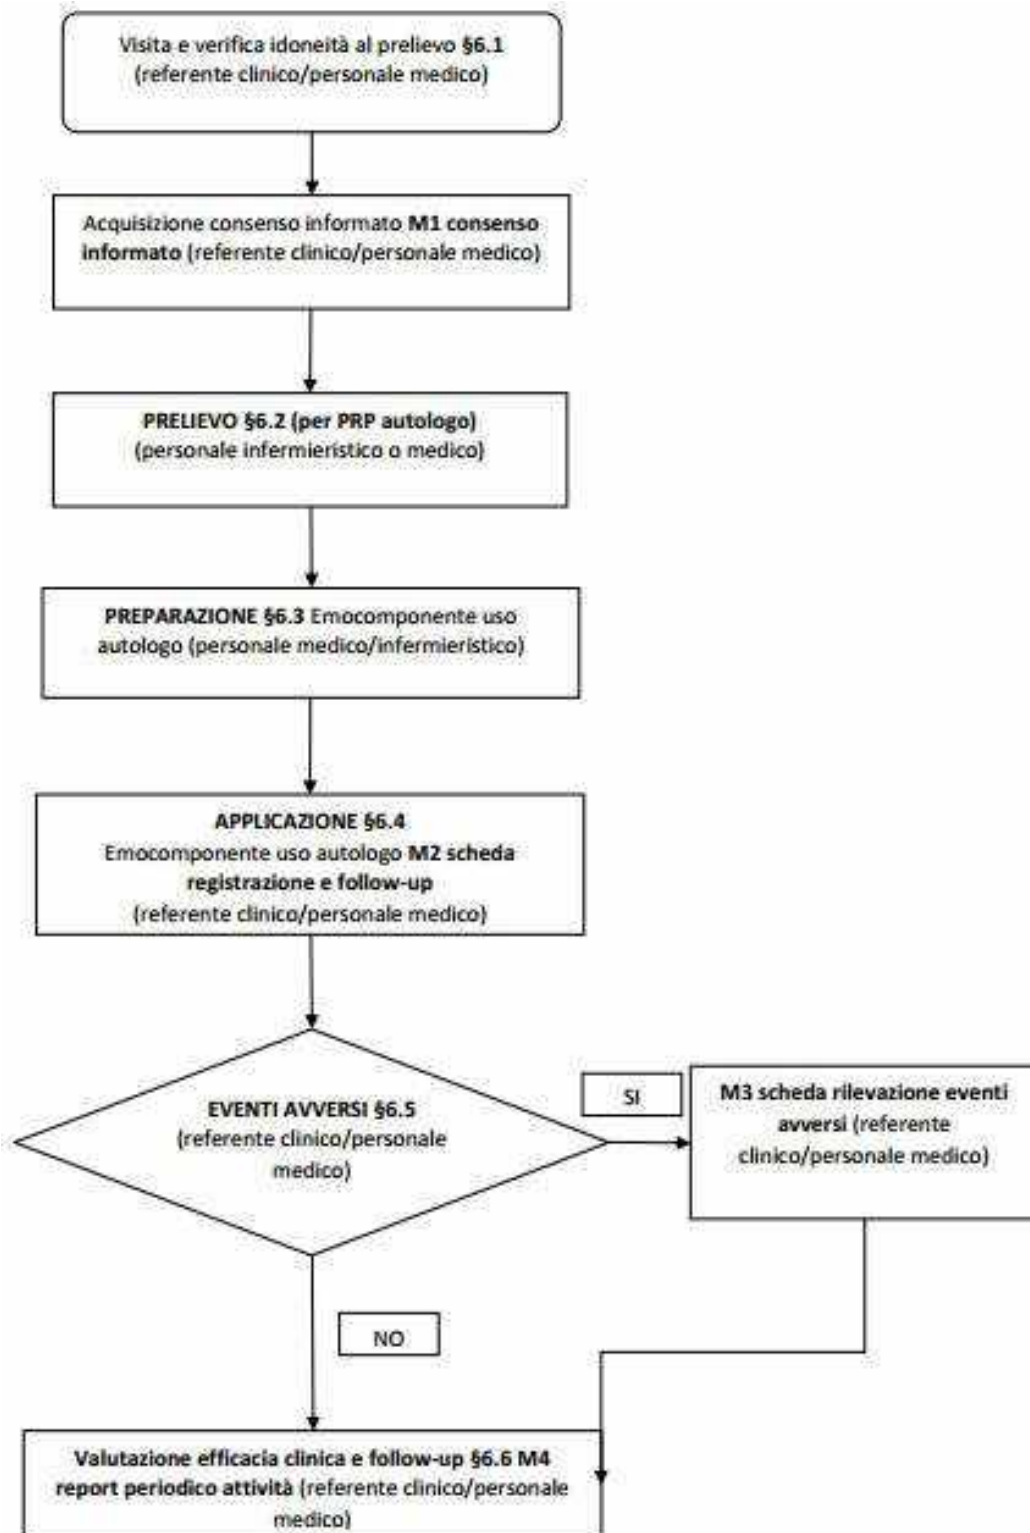 Visita e verifica idoneità al prelievo §6.1
(referente clinico/personale medico)
Acquisizione consenso informato M1 consenso
informato (referente clinico/personale medico)
PRELIEVO §6.2 (per PRP autologo)
(personale infermieristico o medico)
PREPARAZIONE §6.3 Emocomponente uso
autologo (personale medico/infermieristico)
APPLICAZIONE §6.4
Emocomponente uso autologo M2 scheda
registrazione e follow-up
(referente clinico/personale medico)
EVENTI AVVERSI §6.5
(referente clinico/personale
medico)
SI
M3 scheda rilevazione eventi
avversi (referente
clinico/personale medico)
NO
Valutazione efficacia clinica e follow-up §6.6 M4
report periodico attività (referente clinico/personale
medico)